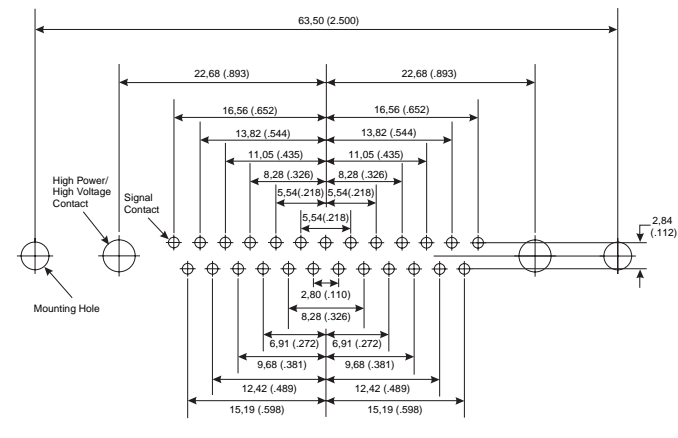 63,50 (2.500)
22,68 (.893) 22,68 (.893)
16,56 (.652) 16,56 (.652)
13,82 (.544) 13,82 (.544)
11,05 (.435) 11,05 (.435)
8,28 (.326) 8,28 (.326)
5,54(.218) 5,54(.218)
5,54(.218)
High Power/
High Voltage
Contact
Signal
Contact
2,84
(.112)
Mounting Hole
2,80 (.110)
8,28 (.326)
6,91 (.272) 6,91 (.272)
9,68 (.381) 9,68 (.381)
12,42 (.489) 12,42 (.489)
15,19 (.598) 15,19 (.598)